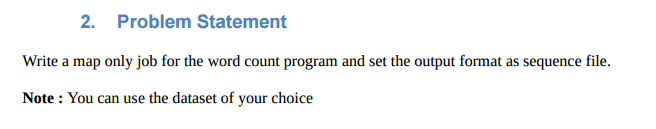 2. Problem Statement
Write a map only job for the word count program and set the output format as sequence file.
Note : You can use the dataset of your choice